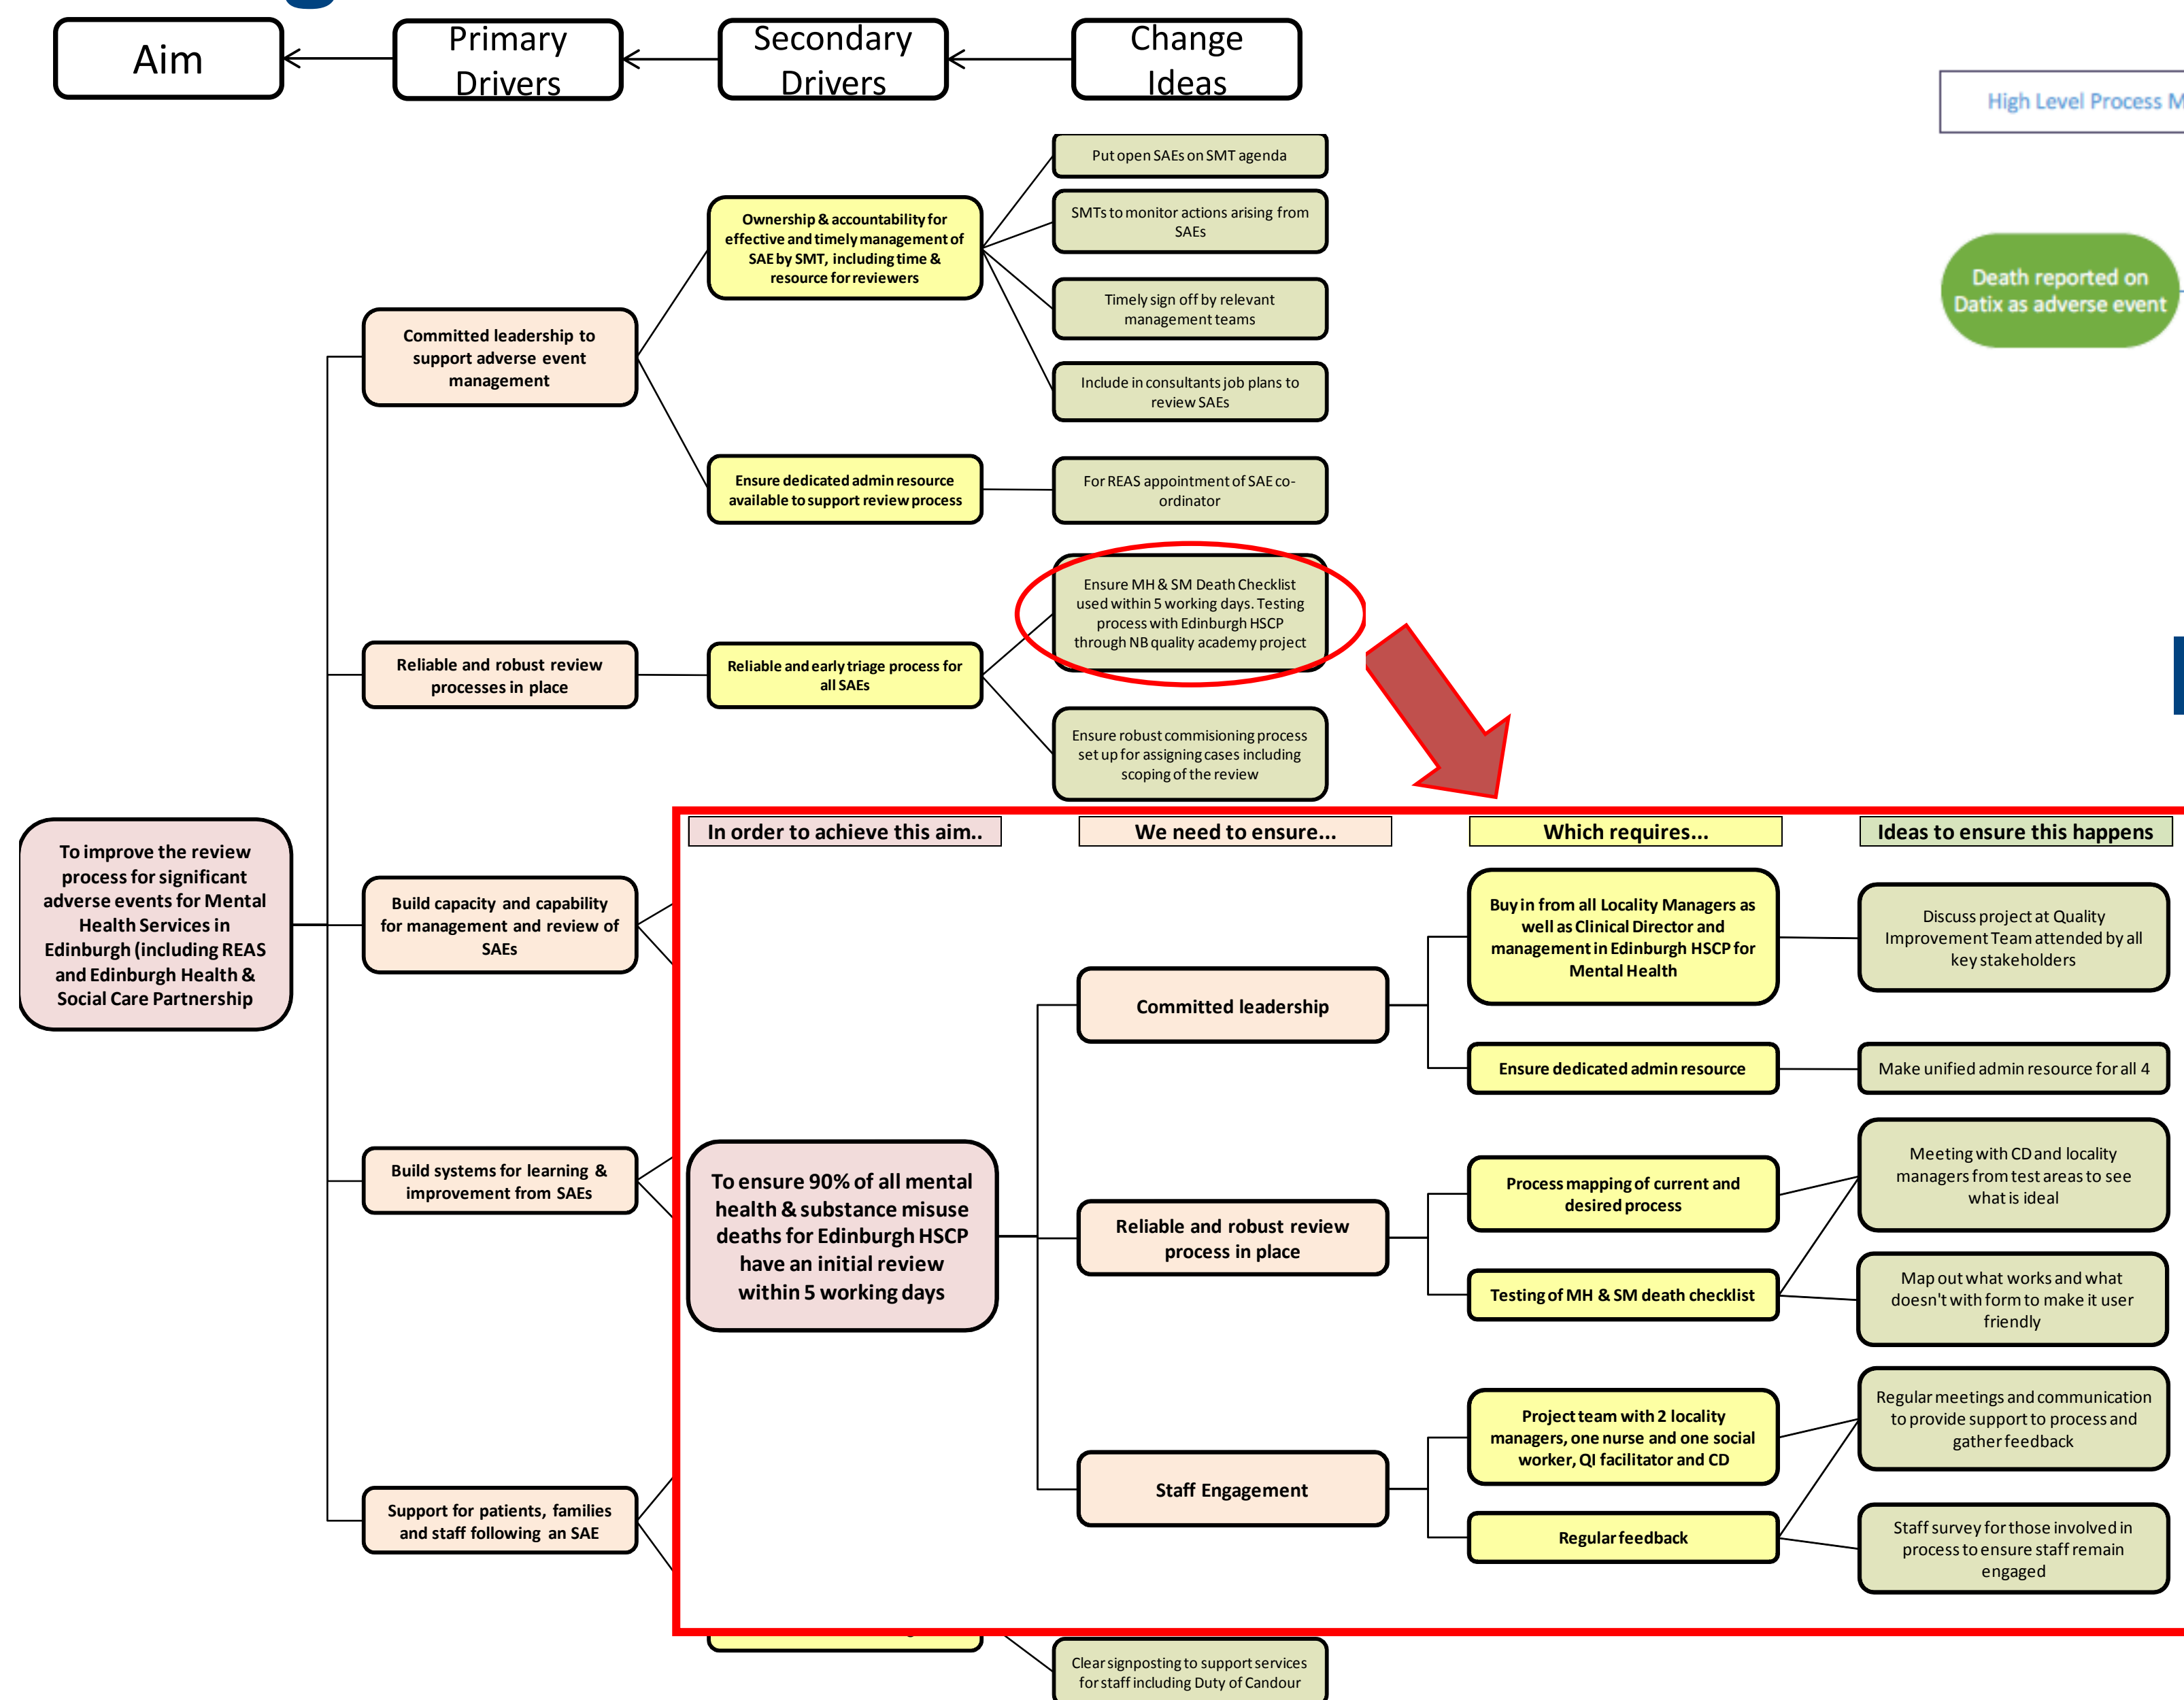 Aim
Primary
Drivers
Secondary
Drivers
Change
Ideas
High Level Process M
Death reported on
Datix as adverse event
Put open SAEs on SMT agenda
SMTs to monitor actions arising from
SAEs
Timely sign off by relevant
management teams
Include in consultants job plans to
review SAEs
Ownership & accountability for
effective and timely management of
SAE by SMT, including time &
resource for reviewers
Committed leadership to
support adverse event
management
Ensure dedicated admin resource
available to support review process
For REAS appointment of SAE co-
ordinator
Ensure MH & SM Death Checklist
used within 5 working days. Testing
process with Edinburgh HSCP
through NB quality academy project
Reliable and robust review
processes in place
Reliable and early triage process for
all SAEs
Ensure robust commisioning process
set up for assigning cases including
scoping of the review
To improve the review
process for significant
adverse events for Mental
Health Services in
Edinburgh (including REAS
and Edinburgh Health &
Social Care Partnership
Build capacity and capability
for management and review of
SAEs
Build systems for learning &
improvement from SAEs
Support for patients, families
and staff following an SAE
In order to achieve this aim..
We need to ensure...
Which requires...
Ideas to ensure this happens
To ensure 90% of all mental
health & substance misuse
deaths for Edinburgh HSCP
have an initial review
within 5 working days
Committed leadership
Buy in from all Locality Managers as
well as Clinical Director and
management in Edinburgh HSCP for
Mental Health
Discuss project at Quality
Improvement Team attended by all
key stakeholders
Ensure dedicated admin resource
Make unified admin resource for all 4
Reliable and robust review
process in place
Process mapping of current and
desired process
Meeting with CD and locality
managers from test areas to see
what is ideal
Testing of MH & SM death checklist
Map out what works and what
doesn't with form to make it user
friendly
Staff Engagement
Project team with 2 locality
managers, one nurse and one social
worker, QI facilitator and CD
Regular meetings and communication
to provide support to process and
gather feedback
Regular feedback
Staff survey for those involved in
process to ensure staff remain
engaged
Clear signposting to support services
for staff including Duty of Candour